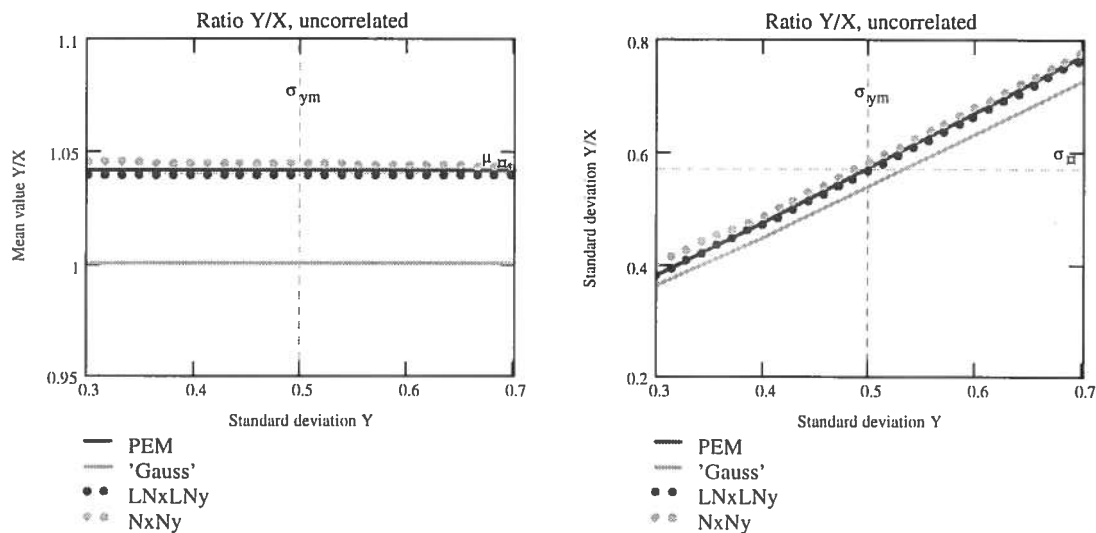 Ratio Y/X, uncorrelated
1.1
1.05
1
0.95
Mean value Y/X
σ ym
μ ¤t
0.3
0.4
0.5
0.6
0.7
Standard deviation Y
PEM
'Gauss'
LNxLNy
NxNy
Ratio Y/X, uncorrelated
0.8
0.6
0.4
0.2
Standard deviation Y/X
σ ym
σ ¤
0.3
0.4
0.5
0.6
0.7
Standard deviation Y
PEM
'Gauss'
LNxLNy
NxNy